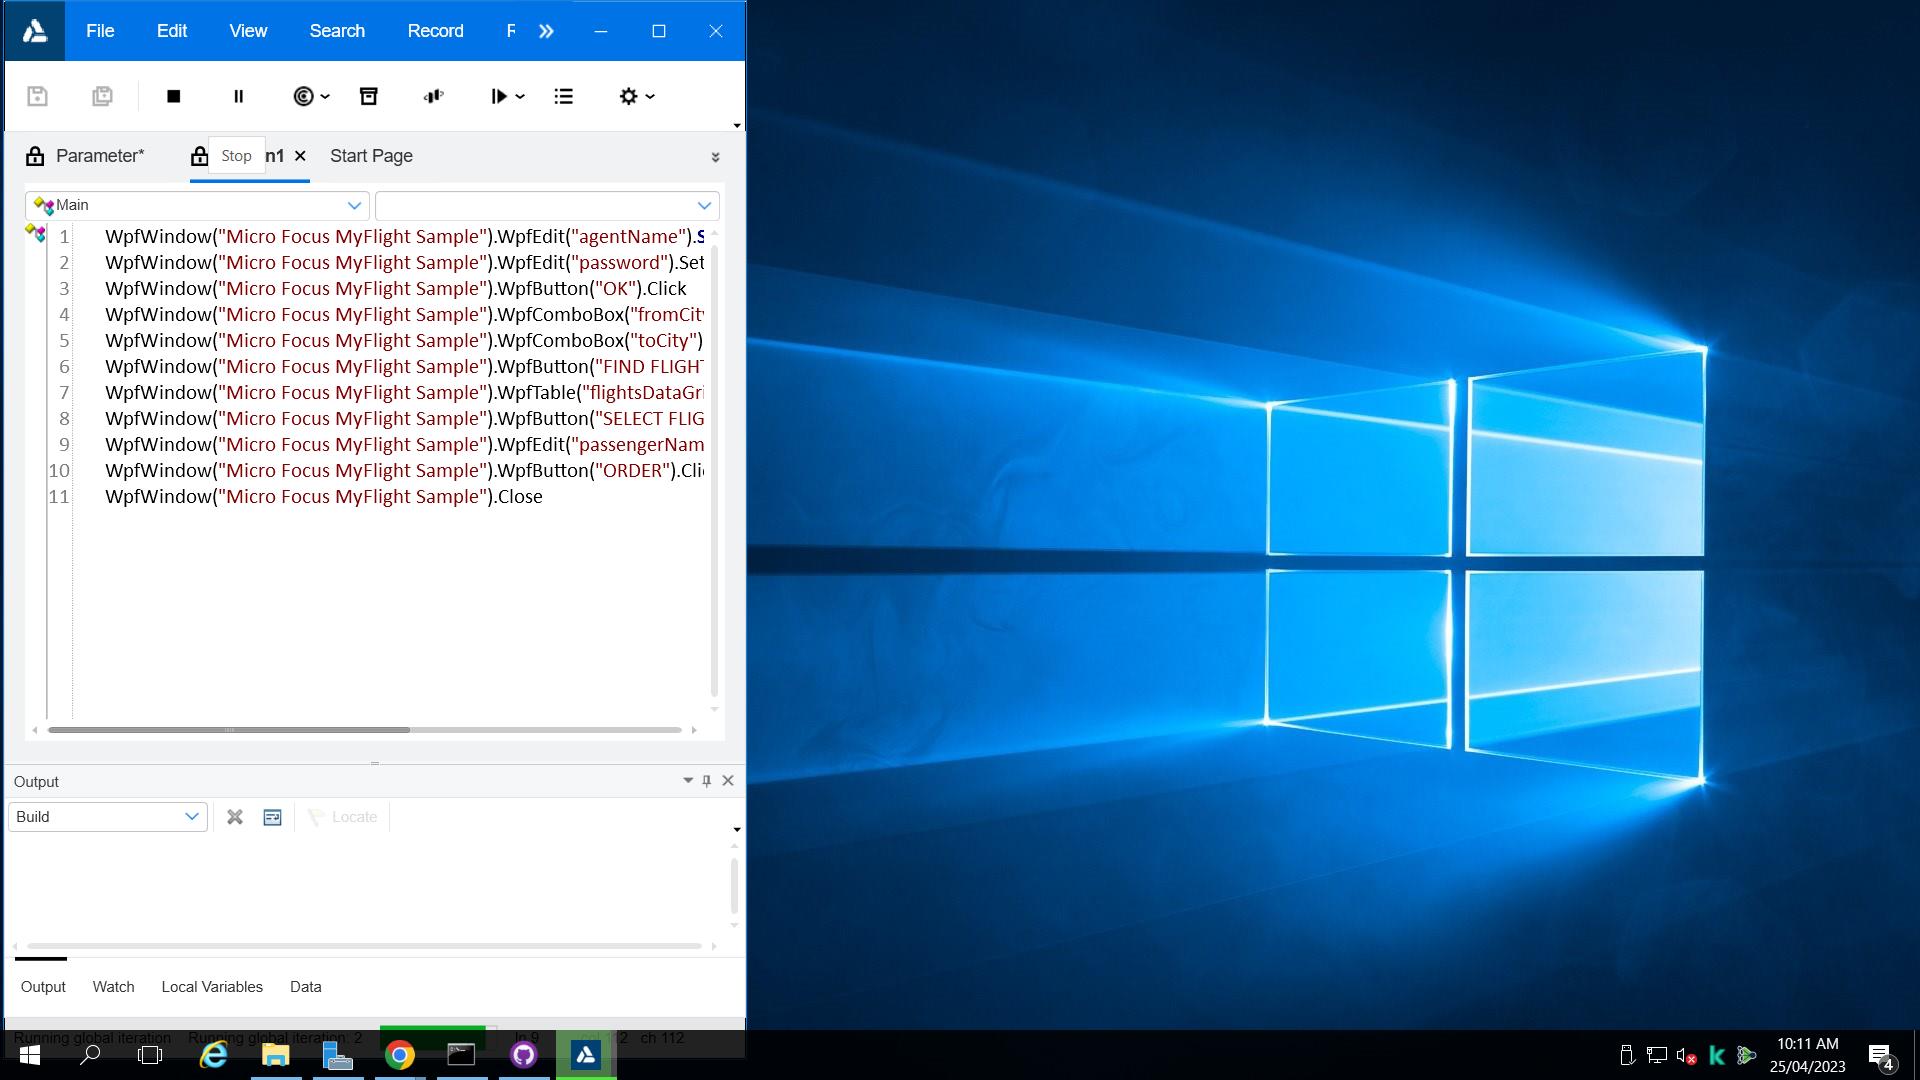 File Edit View Search Record
Parameter* Stop n1 Start Page
Main
1 WpfWindow("Micro Focus MyFlight Sample").WpfEdit("agentName").S
2 WpfWindow("Micro Focus MyFlight Sample").WpfEdit("password").Set
3 WpfWindow("Micro Focus MyFlight Sample").WpfButton("OK").Click
4 WpfWindow("Micro Focus MyFlight Sample").WpfComboBox("fromCity
5 WpfWindow("Micro Focus MyFlight Sample").WpfComboBox("toCity")
6 WpfWindow("Micro Focus MyFlight Sample").WpfButton("FIND FLIGHT
7 WpfWindow("Micro Focus MyFlight Sample").WpfTable("flightsDataGri
8 WpfWindow("Micro Focus MyFlight Sample").WpfButton("SELECT FLIG
9 WpfWindow("Micro Focus MyFlight Sample").WpfEdit("passengerNam
10 WpfWindow("Micro Focus MyFlight Sample").WpfButton("ORDER").Cli
11 WpfWindow("Micro Focus MyFlight Sample").Close
Output
Build Locate
Output Watch Local Variables Data
Running global iteration Running global iteration: 2 ln 9 ch 112
10:11 AM
25/04/2023
4